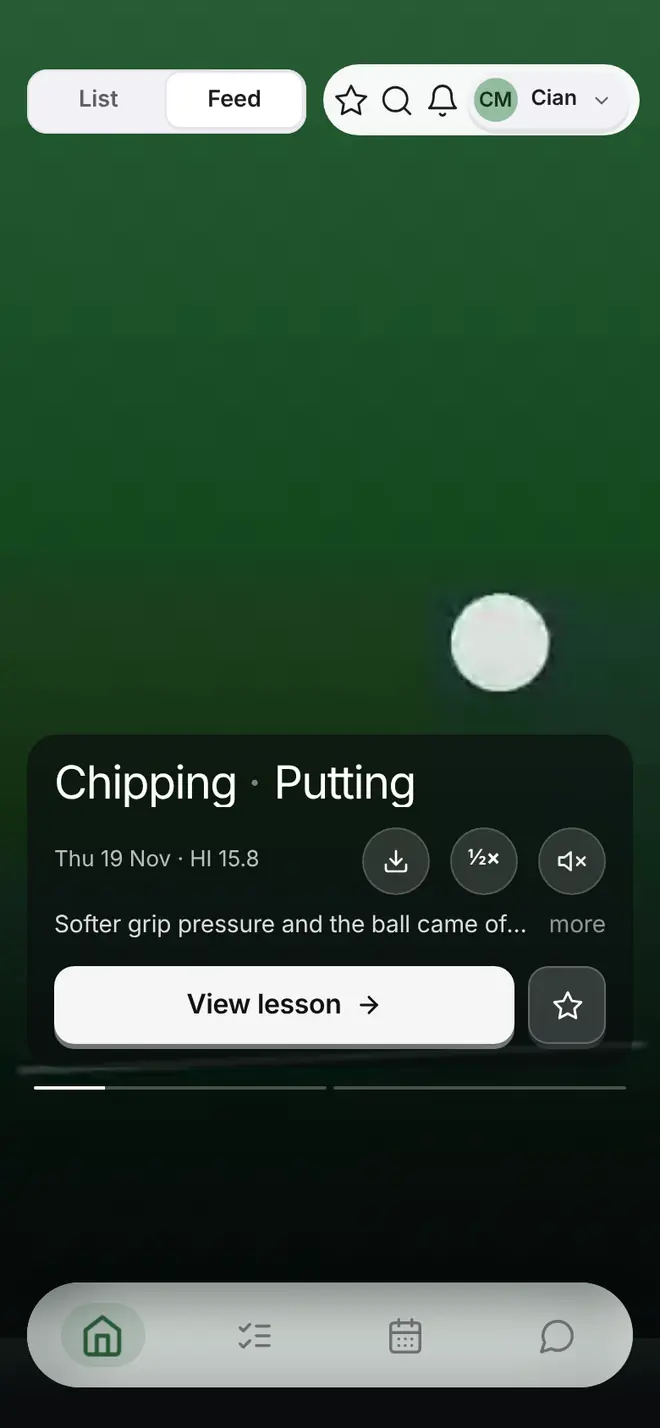 List Feed CM Cian
Chipping · Putting
Thu 19 Nov · HI 15.8 ½×
Softer grip pressure and the ball came of... more
View lesson →